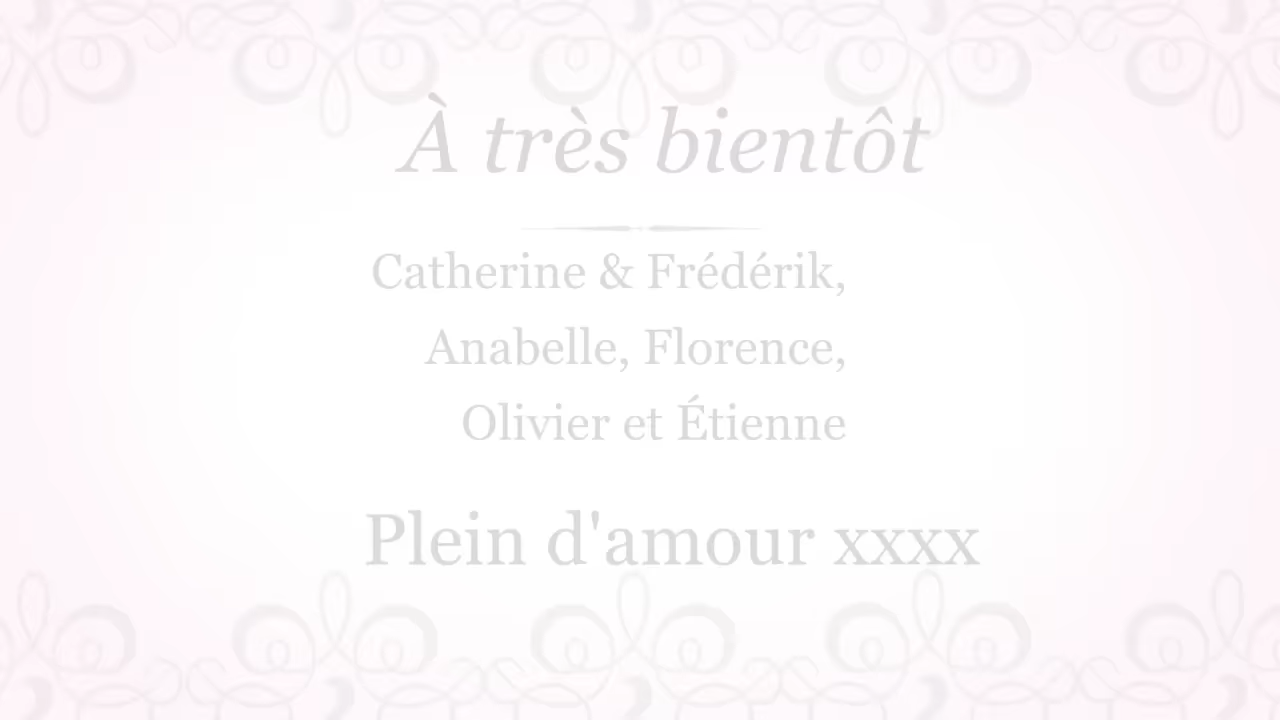 À très bientôt
Catherine & Frédérik,
Anabelle, Florence,
Olivier et Étienne
Plein d'amour xxxx